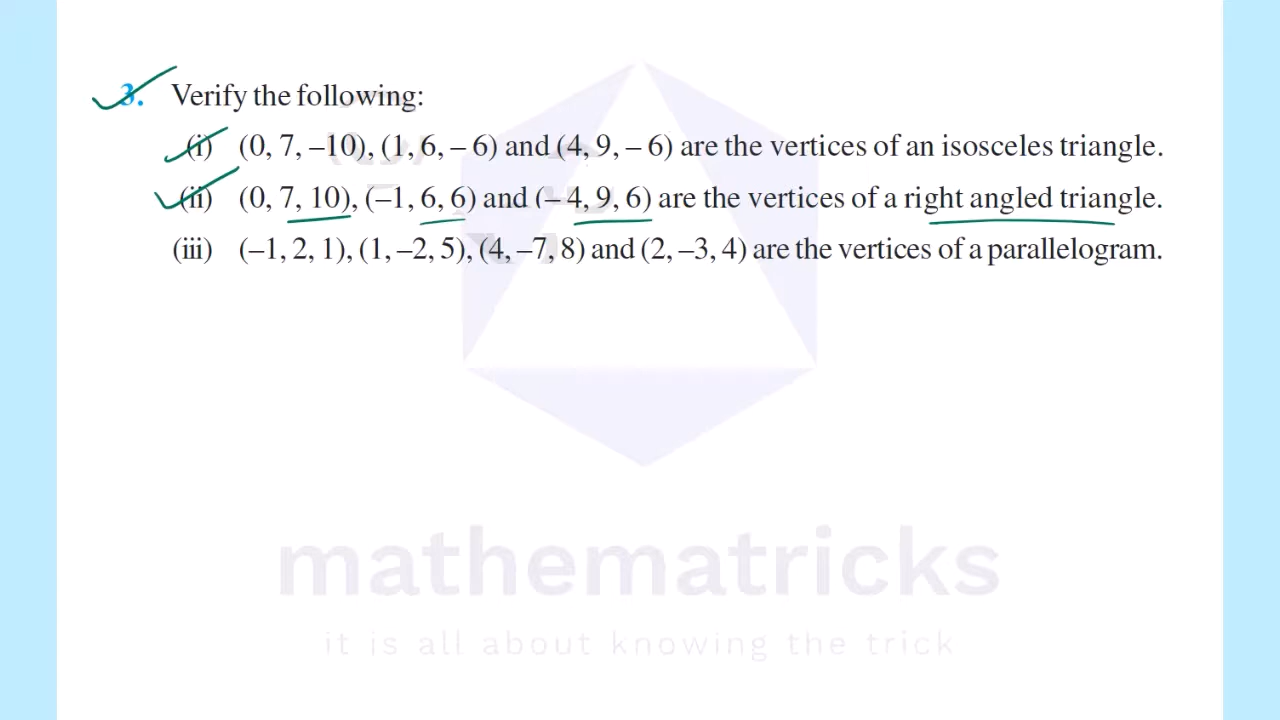 3. Verify the following:
(i) (0, 7, –10), (1, 6, – 6) and (4, 9, – 6) are the vertices of an isosceles triangle.
(ii) (0, 7, 10), (–1, 6, 6) and (– 4, 9, 6) are the vertices of a right angled triangle.
(iii) (–1, 2, 1), (1, –2, 5), (4, –7, 8) and (2, –3, 4) are the vertices of a parallelogram.
mathematricks
it is all about knowing the trick